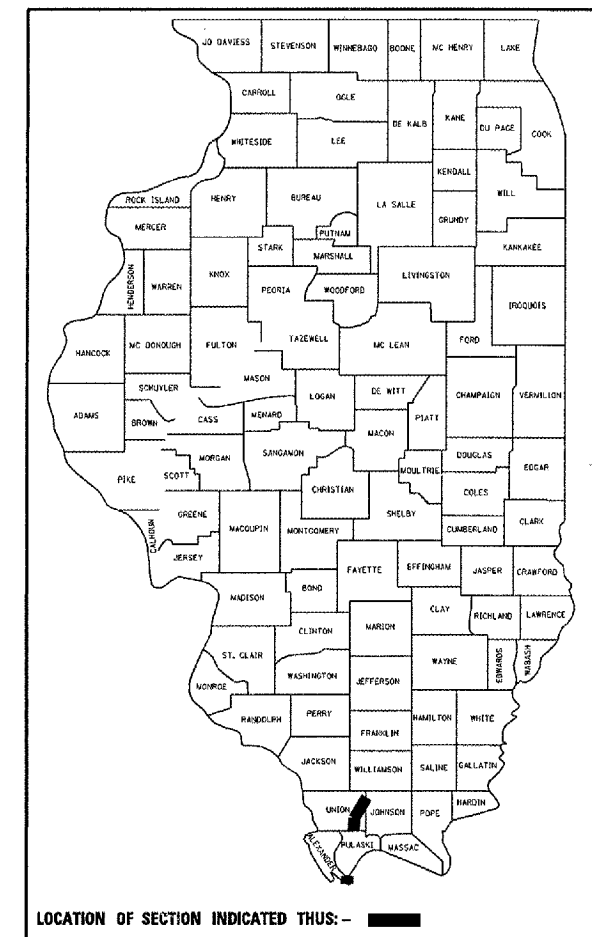 JO DAVIESS STEVENSON WINNEBAGO BOONE MC HENRY LAKE
CARROLL OGLE DE KALB KANE DU PAGE COOK
WHITESIDE LEE
KENDALL WILL
ROCK ISLAND HENRY BUREAU LA SALLE GRUNDY
MERCER PUTNAM
STARK MARSHALL KANKAKEE
HENDERSON WARREN KNOX PEORIA WOODFORD LIVINGSTON IROQUOIS
HANCOCK MC DONOUGH FULTON TAZEWELL MC LEAN FORD
MASON
SCHUYLER LOGAN DE WITT CHAMPAIGN VERMILION
ADAMS BROWN CASS MENARD PIATT
MACON
PIKE SCOTT MORGAN SANGAMON MOULTRIE DOUGLAS EDGAR
CHRISTIAN COLES
CALHOUN GREENE MACOUPIN MONTGOMERY SHELBY CUMBERLAND CLARK
JERSEY
FAYETTE EFFINGHAM JASPER CRAWFORD
MADISON BOND
CLAY RICHLAND LAWRENCE
CLINTON MARION
ST. CLAIR WAYNE EDWARDS WABASH
MONROE WASHINGTON JEFFERSON
RANDOLPH PERRY HAMILTON WHITE
FRANKLIN
JACKSON WILLIAMSON SALINE GALLATIN
UNION JOHNSON POPE HARDIN
ALEXANDER PULASKI MASSAC
LOCATION OF SECTION INDICATED THUS: -